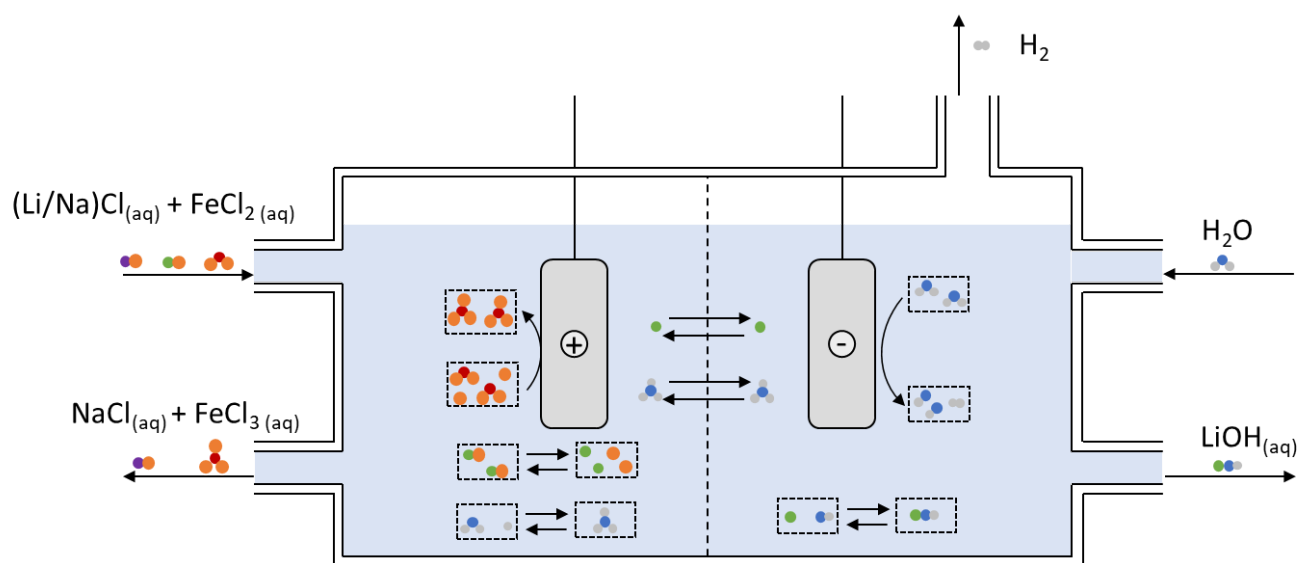 H₂
(Li/Na)Cl(aq) + FeCl₂ (aq)
H₂O
+
-
NaCl(aq) + FeCl₃ (aq)
LiOH(aq)